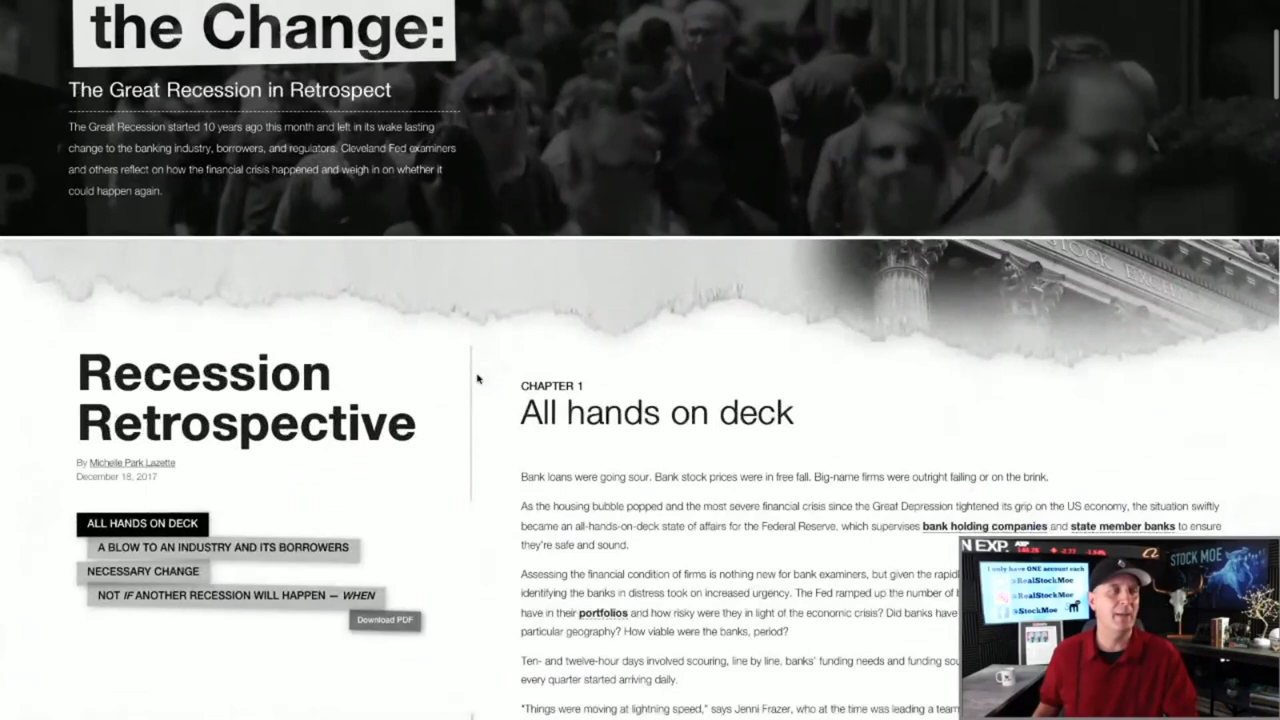 the Change:
The Great Recession in Retrospect
The Great Recession started 10 years ago this month and left in its wake lasting
change to the banking industry, borrowers, and regulators. Cleveland Fed examiners
and others reflect on how the financial crisis happened and weigh in on whether it
could happen again.
STOCK EXCH
Recession
Retrospective
By Michelle Park Lazette
December 18, 2017
ALL HANDS ON DECK
A BLOW TO AN INDUSTRY AND ITS BORROWERS
NECESSARY CHANGE
NOT IF ANOTHER RECESSION WILL HAPPEN — WHEN
Download PDF
CHAPTER 1
All hands on deck
Bank loans were going sour. Bank stock prices were in free fall. Big-name firms were outright failing or on the brink.
As the housing bubble popped and the most severe financial crisis since the Great Depression tightened its grip on the US economy, the situation swiftly
became an all-hands-on-deck state of affairs for the Federal Reserve, which supervises bank holding companies and state member banks to ensure
they're safe and sound.
Assessing the financial condition of firms is nothing new for bank examiners, but given the rapid
identifying the banks in distress took on increased urgency. The Fed ramped up the number of
have in their portfolios and how risky were they in light of the economic crisis? Did banks have
particular geography? How viable were the banks, period?
Ten- and twelve-hour days involved scouring, line by line, banks' funding needs and funding sou
every quarter started arriving daily.
"Things were moving at lightning speed," says Jenni Frazer, who at the time was leading a team
N EXP.
I only have ONE account each
@RealStockMoe
@RealStockMoe
@StockMoe
STOCK MOE